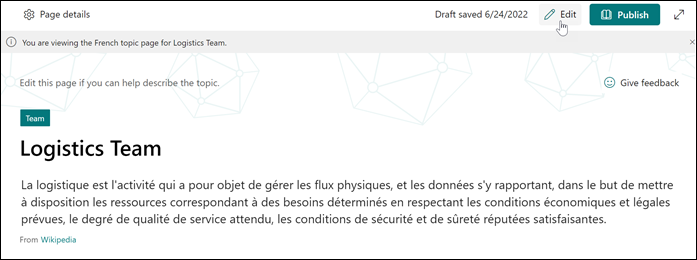 Page details
Draft saved 6/24/2022
Edit
Publish
You are viewing the French topic page for Logistics Team.
Edit this page if you can help describe the topic.
Give feedback
Team
Logistics Team
La logistique est l'activité qui a pour objet de gérer les flux physiques, et les données s'y rapportant, dans le but de mettre
à disposition les ressources correspondant à des besoins déterminés en respectant les conditions économiques et légales
prévues, le degré de qualité de service attendu, les conditions de sécurité et de sûreté réputées satisfaisantes.
From Wikipedia